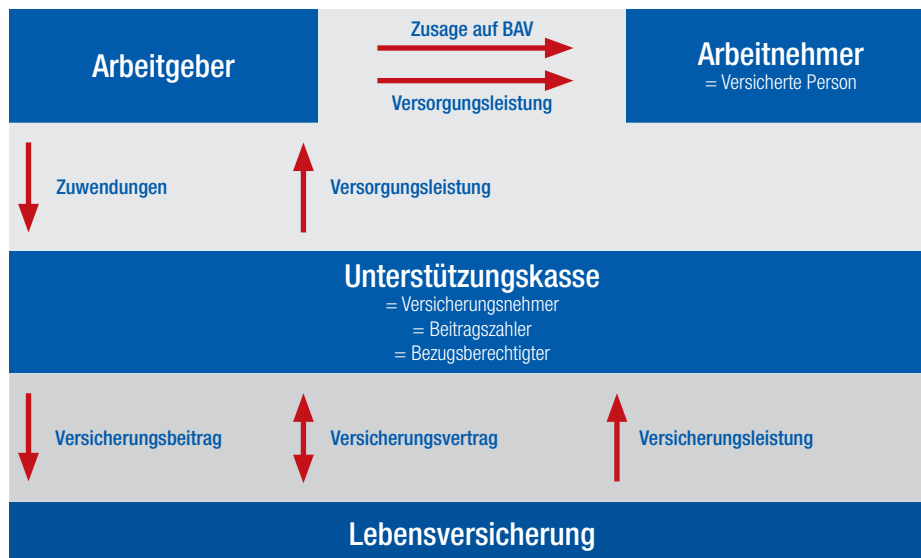 Arbeitgeber
Zusage auf BAV
Versorgungsleistung
Arbeitnehmer
= Versicherte Person
Zuwendungen
Versorgungsleistung
Unterstützungskasse
= Versicherungsnehmer
= Beitragszahler
= Bezugsberechtigter
Versicherungsbeitrag
Versicherungsvertrag
Versicherungsleistung
Lebensversicherung